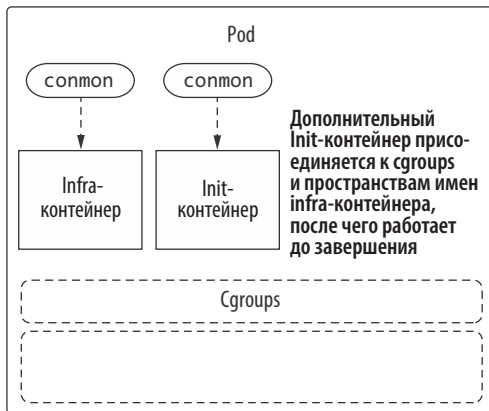 Pod
conmon
conmon
Дополнительный
Init-контейнер присо-
единяется к cgroups
и пространствам имен
infra-контейнера,
после чего работает
до завершения
Infra-
контейнер
Init-
контейнер
Cgroups